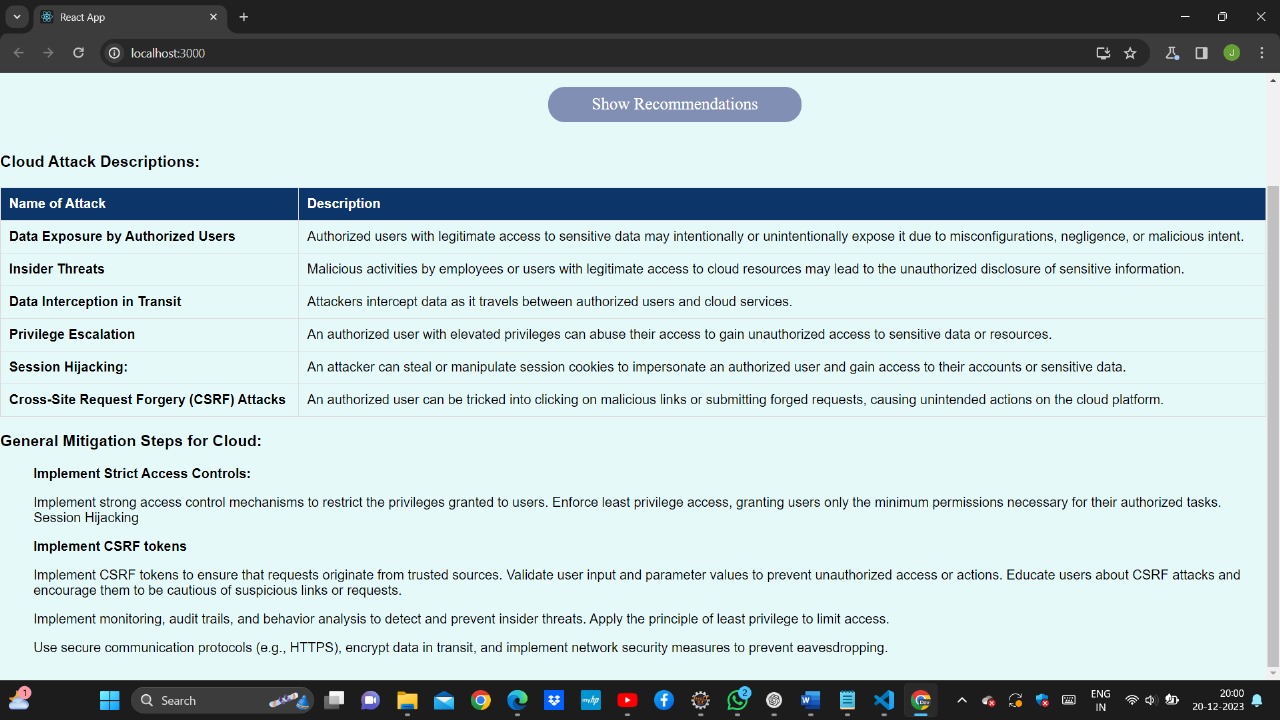 React App
localhost:3000
J
Show Recommendations
Cloud Attack Descriptions:
Name of Attack Description
Data Exposure by Authorized Users Authorized users with legitimate access to sensitive data may intentionally or unintentionally expose it due to misconfigurations, negligence, or malicious intent.
Insider Threats Malicious activities by employees or users with legitimate access to cloud resources may lead to the unauthorized disclosure of sensitive information.
Data Interception in Transit Attackers intercept data as it travels between authorized users and cloud services.
Privilege Escalation An authorized user with elevated privileges can abuse their access to gain unauthorized access to sensitive data or resources.
Session Hijacking: An attacker can steal or manipulate session cookies to impersonate an authorized user and gain access to their accounts or sensitive data.
Cross-Site Request Forgery (CSRF) Attacks An authorized user can be tricked into clicking on malicious links or submitting forged requests, causing unintended actions on the cloud platform.
General Mitigation Steps for Cloud:
Implement Strict Access Controls:
Implement strong access control mechanisms to restrict the privileges granted to users. Enforce least privilege access, granting users only the minimum permissions necessary for their authorized tasks.
Session Hijacking
Implement CSRF tokens
Implement CSRF tokens to ensure that requests originate from trusted sources. Validate user input and parameter values to prevent unauthorized access or actions. Educate users about CSRF attacks and
encourage them to be cautious of suspicious links or requests.
Implement monitoring, audit trails, and behavior analysis to detect and prevent insider threats. Apply the principle of least privilege to limit access.
Use secure communication protocols (e.g., HTTPS), encrypt data in transit, and implement network security measures to prevent eavesdropping.
1
Search
myhp
2
Dev
ENG
IN
20:00
20-12-2023